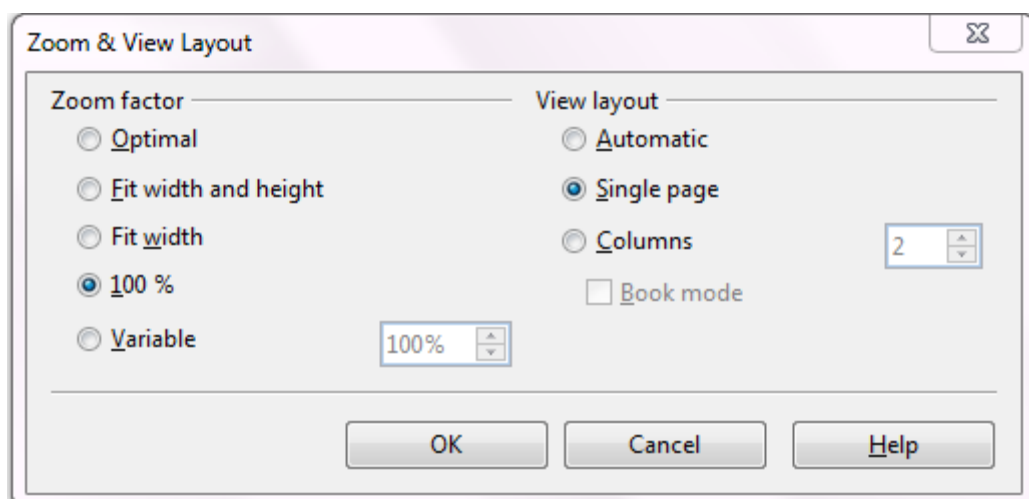 Zoom & View Layout
Zoom factor
Optimal
Fit width and height
Fit width
100 %
Variable 100%
View layout
Automatic
Single page
Columns 2
Book mode
OK Cancel Help